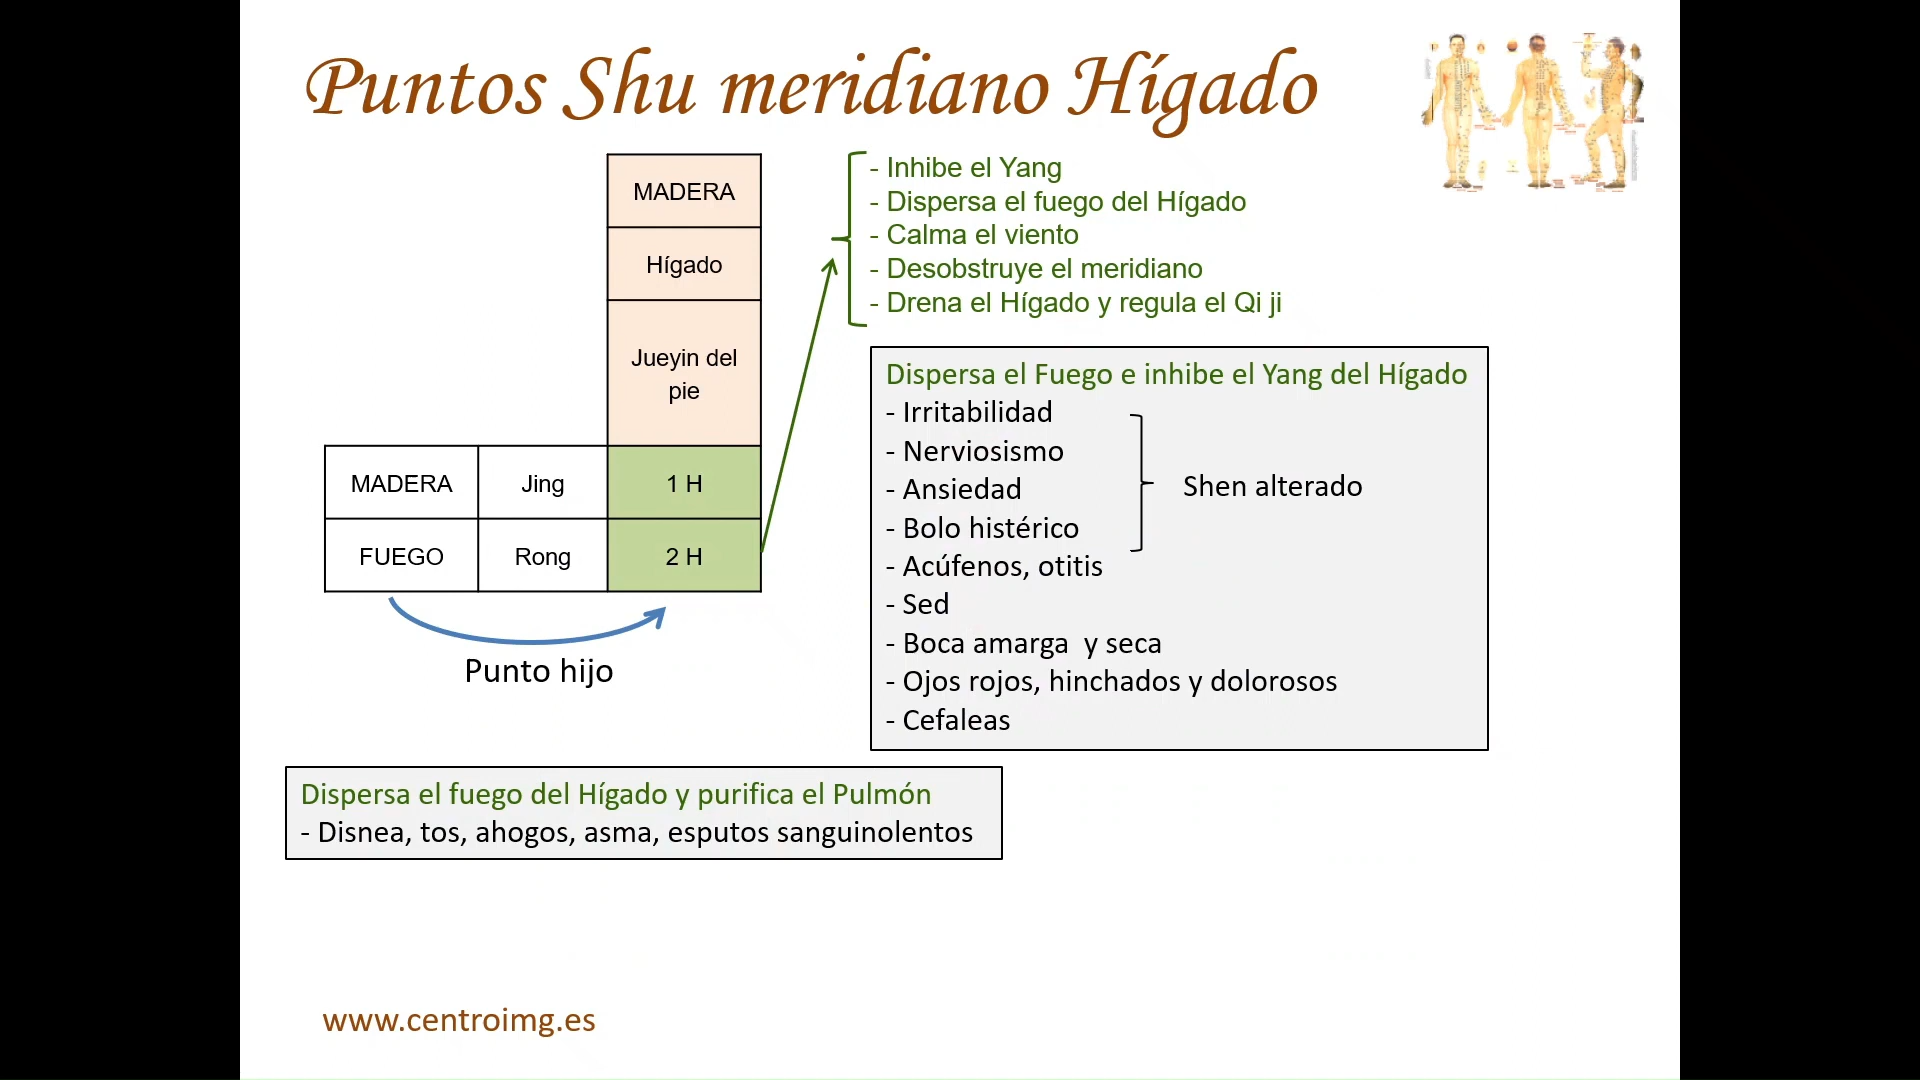 Puntos Shu meridiano Hígado
MADERA
Hígado
Jueyin del
pie
MADERA Jing 1 H
FUEGO Rong 2 H
Punto hijo
- Inhibe el Yang
- Dispersa el fuego del Hígado
- Calma el viento
- Desobstruye el meridiano
- Drena el Hígado y regula el Qi ji
Dispersa el Fuego e inhibe el Yang del Hígado
- Irritabilidad
- Nerviosismo
- Ansiedad
- Bolo histérico
Shen alterado
- Acúfenos, otitis
- Sed
- Boca amarga  y seca
- Ojos rojos, hinchados y dolorosos
- Cefaleas
Dispersa el fuego del Hígado y purifica el Pulmón
- Disnea, tos, ahogos, asma, esputos sanguinolentos
www.centroimg.es